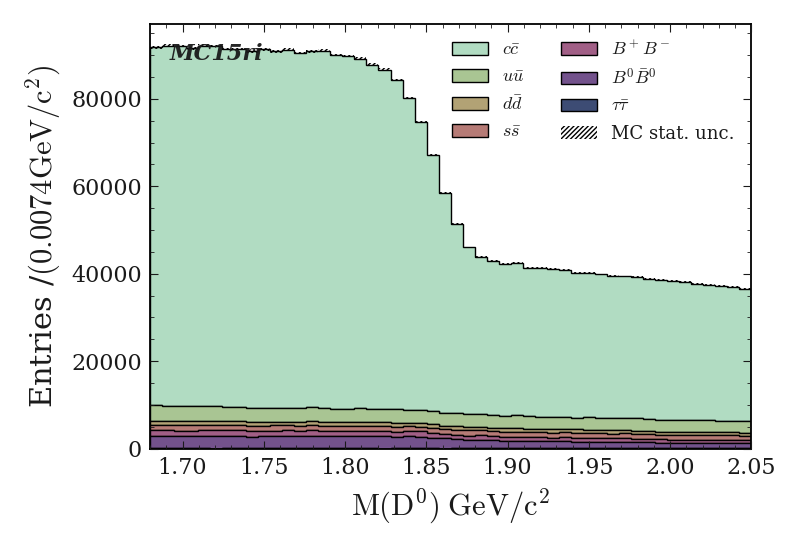 MC15ri
cc̄
uū
dd̄
ss̄
B⁺B⁻
B⁰B̄⁰
ττ̄
MC stat. unc.
Entries /(0.0074GeV/c²)
80000
60000
40000
20000
0
1.70 1.75 1.80 1.85 1.90 1.95 2.00 2.05
M(D⁰) GeV/c²